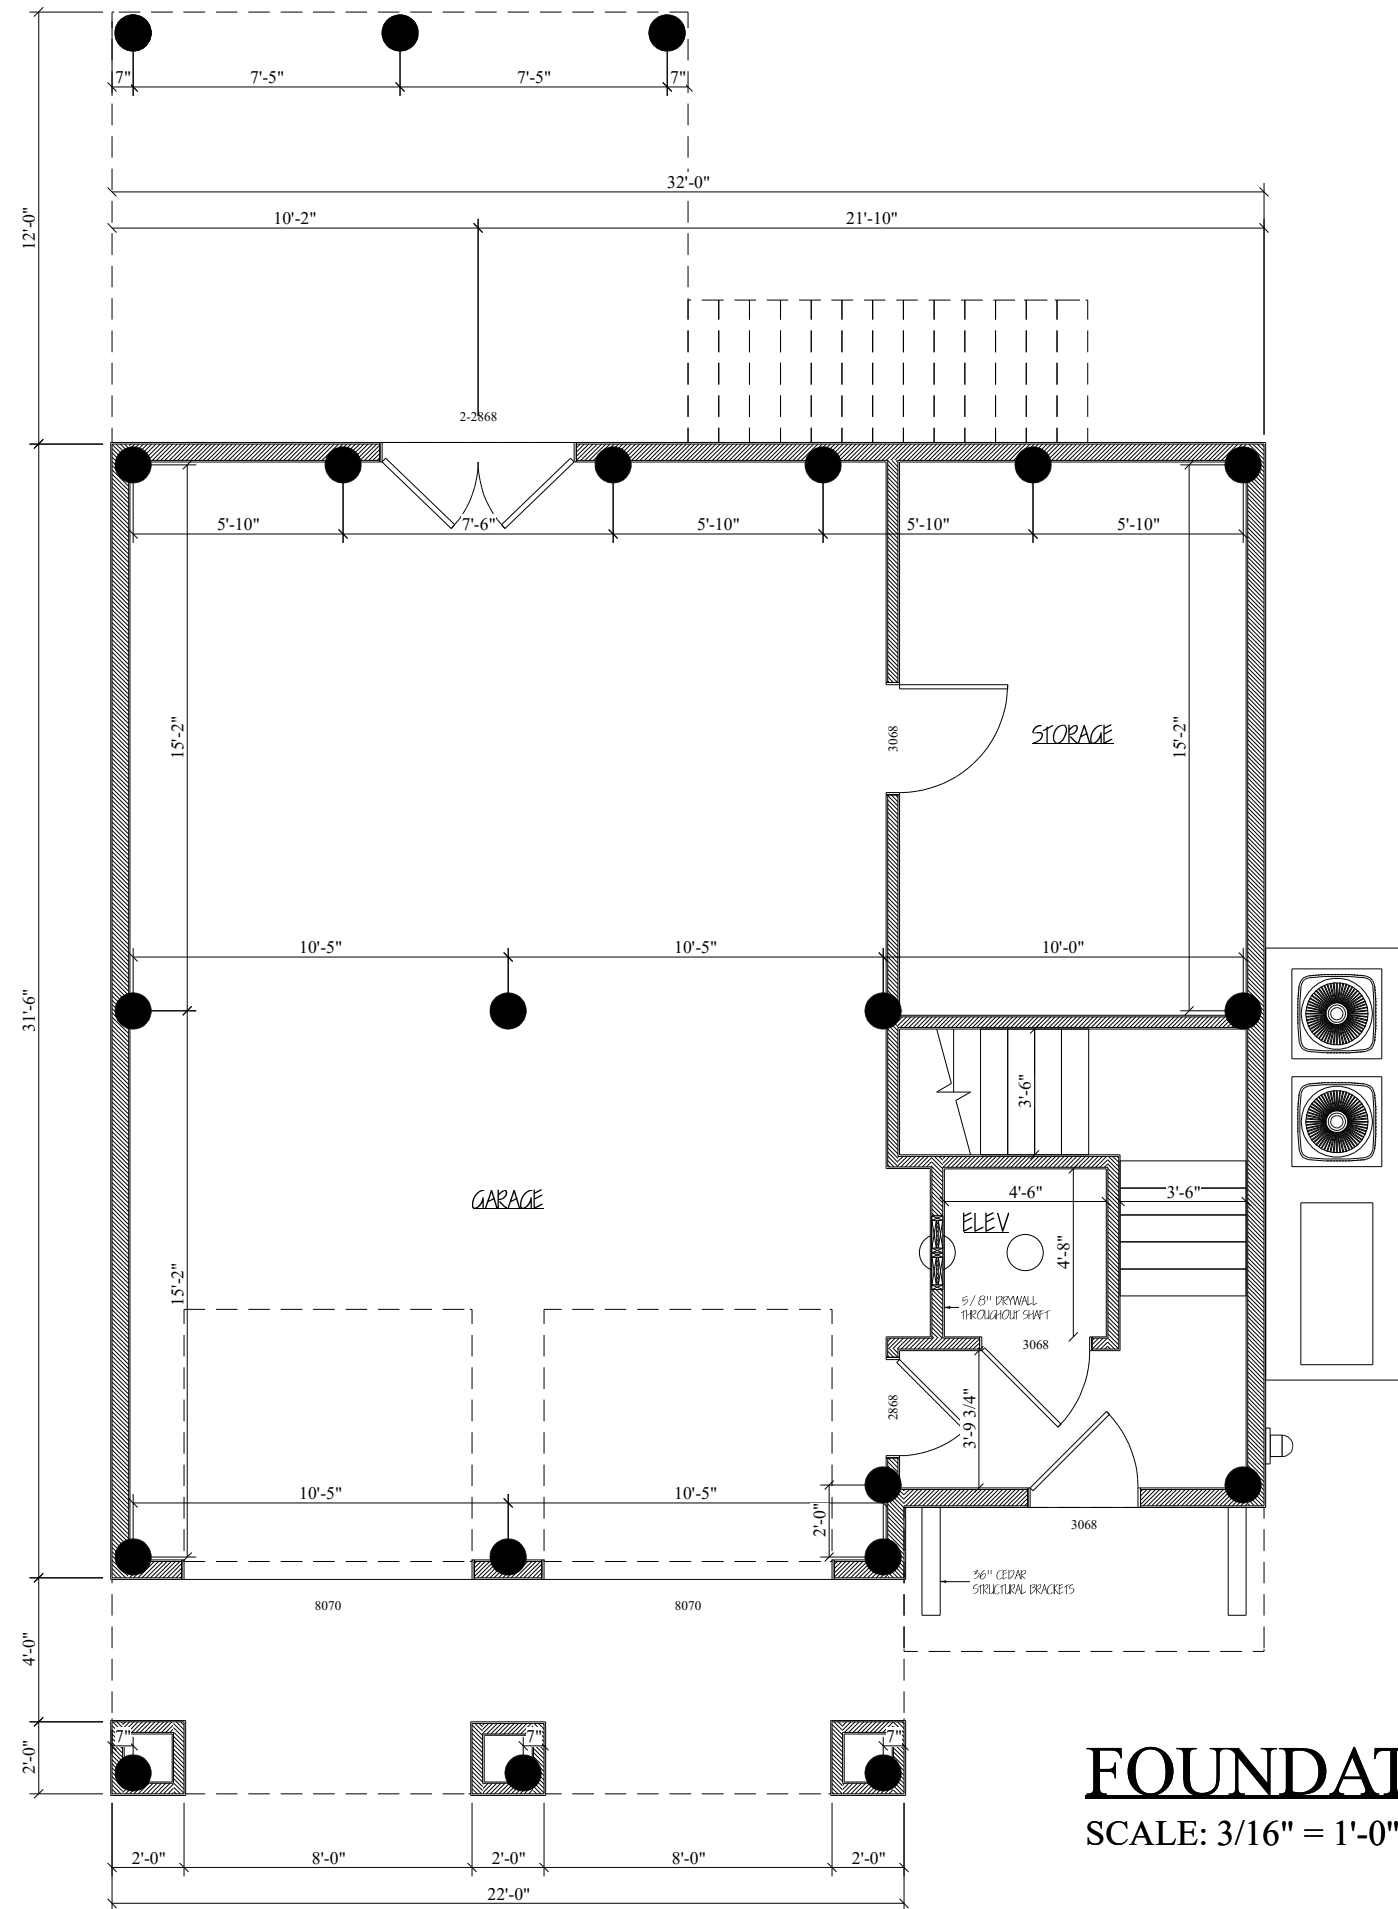 7" 7'-5" 7'-5" 7"
32'-0"
10'-2" 21'-10"
12'-0"
2-2868
5'-10" 7'-6" 5'-10" 5'-10" 5'-10"
15'-2"
3068
STORAGE
15'-2"
10'-5" 10'-5" 10'-0"
31'-6"
3'-6"
GARAGE
4'-6" 3'-6"
ELEV
4'-8"
15'-2"
5/8" DRYWALL
THROUGHOUT SHAFT
3068
2868
3'-9 3/4"
10'-5" 10'-5"
2'-0"
3068
36" CEDAR
STRUCTURAL BRACKETS
8070 8070
4'-0"
7" 7" 7"
2'-0"
FOUNDAT
SCALE: 3/16" = 1'-0"
2'-0" 8'-0" 2'-0" 8'-0" 2'-0"
22'-0"